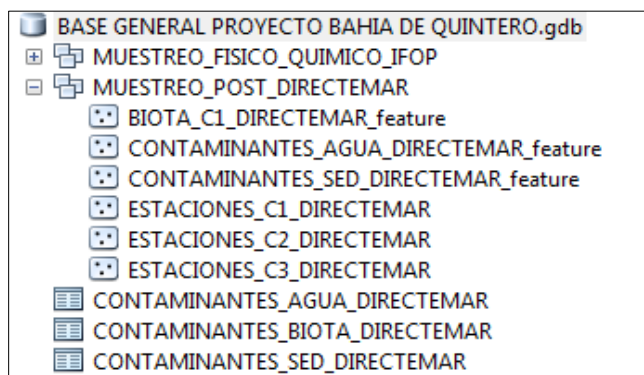 BASE GENERAL PROYECTO BAHIA DE QUINTERO.gdb
MUESTREO_FISICO_QUIMICO_IFOP
MUESTREO_POST_DIRECTEMAR
BIOTA_C1_DIRECTEMAR_feature
CONTAMINANTES_AGUA_DIRECTEMAR_feature
CONTAMINANTES_SED_DIRECTEMAR_feature
ESTACIONES_C1_DIRECTEMAR
ESTACIONES_C2_DIRECTEMAR
ESTACIONES_C3_DIRECTEMAR
CONTAMINANTES_AGUA_DIRECTEMAR
CONTAMINANTES_BIOTA_DIRECTEMAR
CONTAMINANTES_SED_DIRECTEMAR